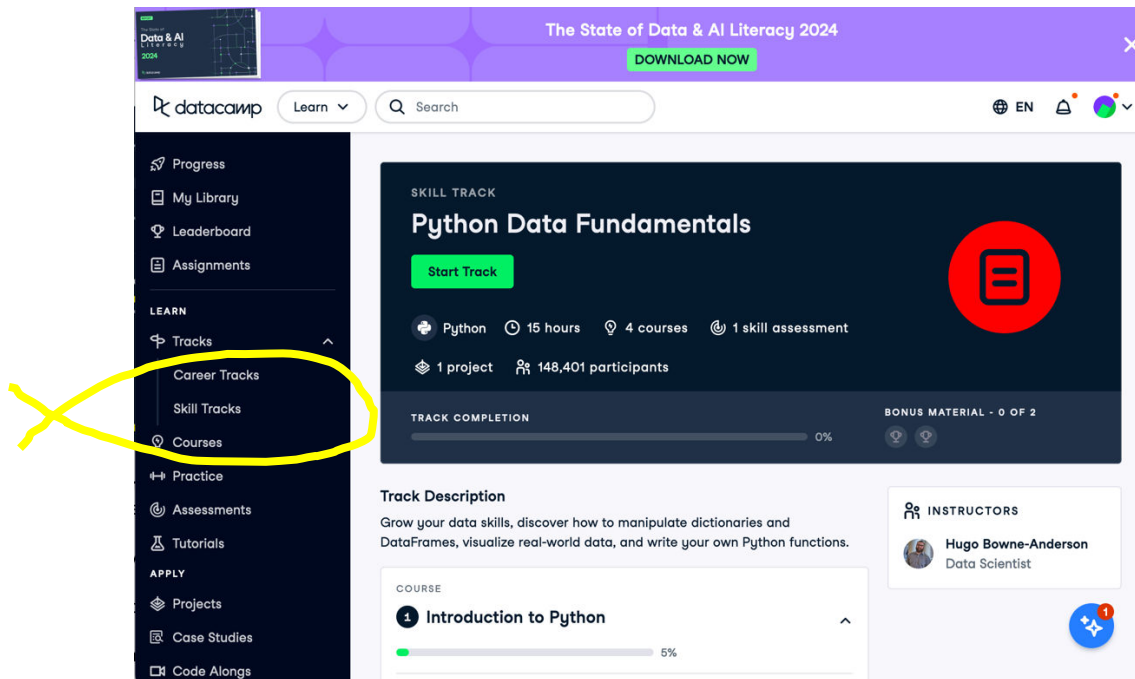 The State of
Data & AI
Literacy
2024
The State of Data & AI Literacy 2024
DOWNLOAD NOW
datacamp
Learn
Search
EN
Progress
My Library
Leaderboard
Assignments
LEARN
Tracks
Career Tracks
Skill Tracks
Courses
Practice
Assessments
Tutorials
APPLY
Projects
Case Studies
Code Alongs
SKILL TRACK
Python Data Fundamentals
Start Track
Python 15 hours 4 courses 1 skill assessment
1 project 148,401 participants
TRACK COMPLETION
0%
BONUS MATERIAL - 0 OF 2
Track Description
Grow your data skills, discover how to manipulate dictionaries and
DataFrames, visualize real-world data, and write your own Python functions.
COURSE
1 Introduction to Python
5%
INSTRUCTORS
Hugo Bowne-Anderson
Data Scientist
1